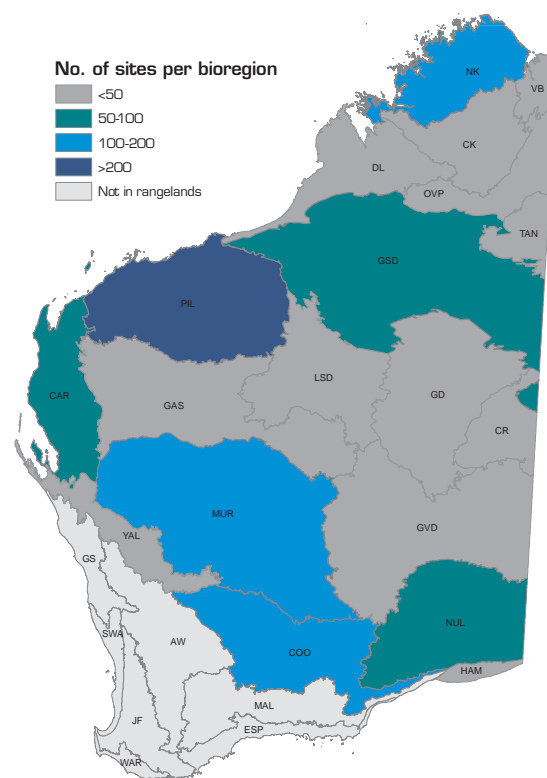 No. of sites per bioregion
<50
50-100
100-200
>200
Not in rangelands
NK
VB
CK
DL
OVP
TAN
GSD
PIL
LSD
GD
CAR
GAS
CR
MUR
GVD
YAL
GS
NUL
SWA
AW
COO
HAM
MAL
JF
ESP
WAR